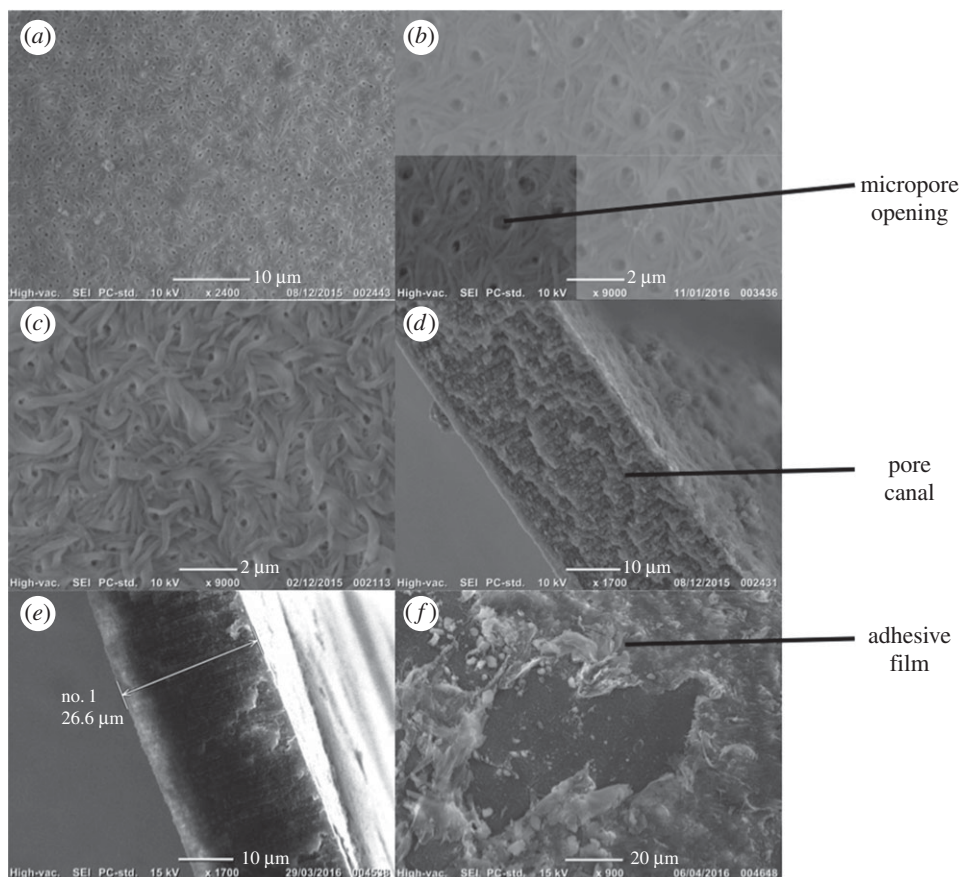 (a)
10 µm
High-vac. SEI PC-std. 10 kV x 2400 08/12/2015 002443
(b)
micropore
opening
2 µm
High-vac. SEI PC-std. 10 kV x 9000 11/01/2016 003436
(c)
2 µm
High-vac. SEI PC-std. 10 kV x 9000 02/12/2015 002113
(d)
pore
canal
10 µm
High-vac. SEI PC-std. 10 kV x 1700 08/12/2015 002431
(e)
no. 1
26.6 µm
10 µm
High-vac. SEI PC-std. 15 kV x 1700 29/03/2016 004538
(f)
adhesive
film
20 µm
High-vac. SEI PC-std. 15 kV x 900 06/04/2016 004648